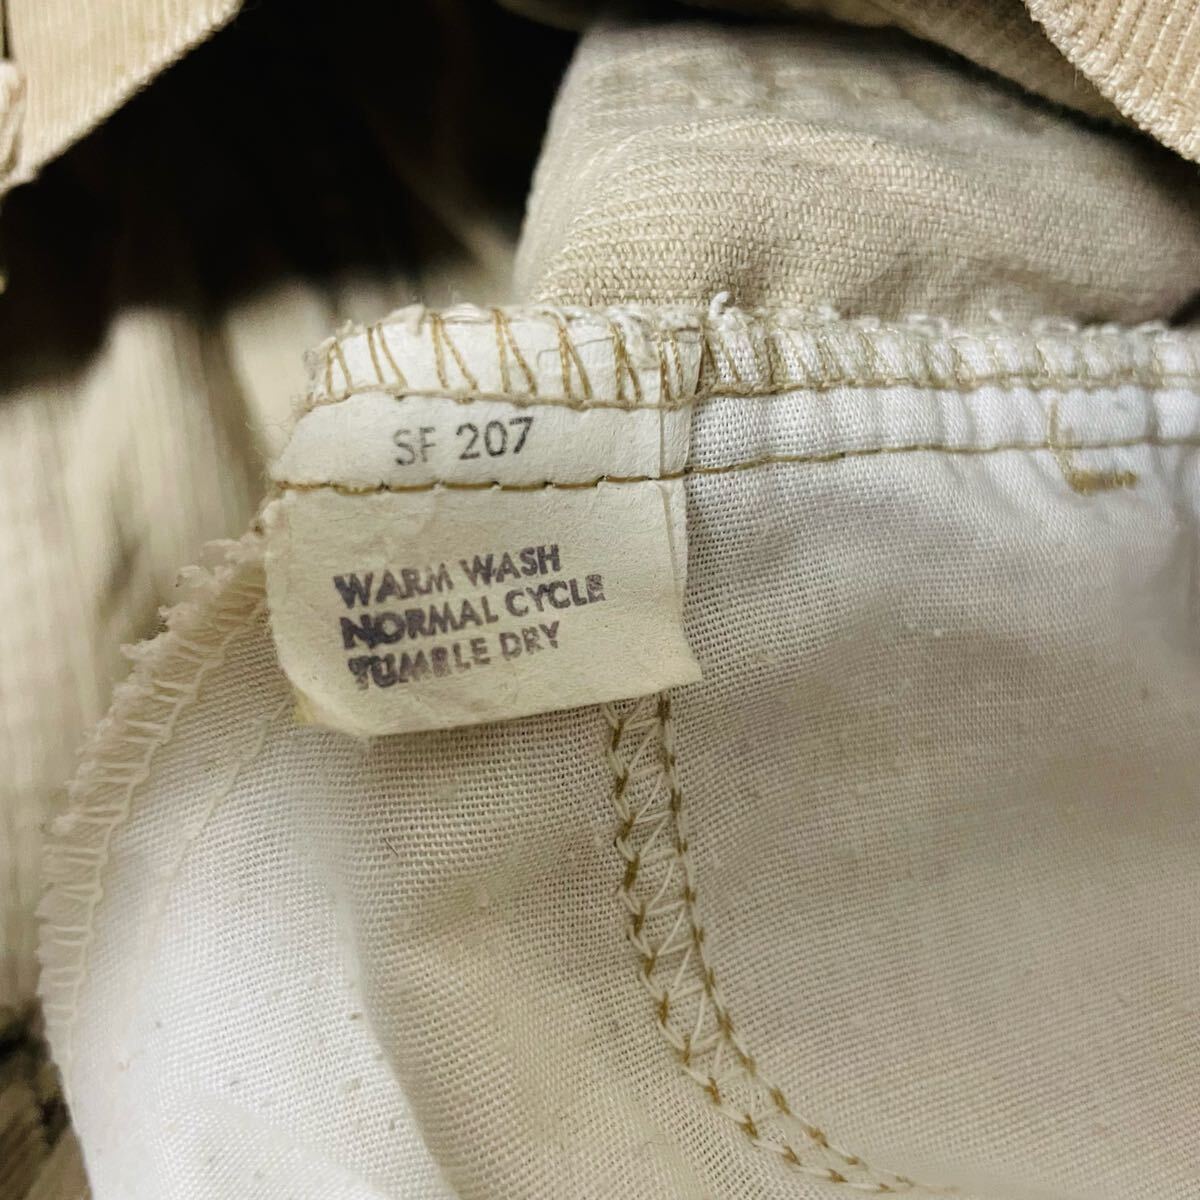 SF 207
WARM WASH
NORMAL CYCLE
TUMBLE DRY